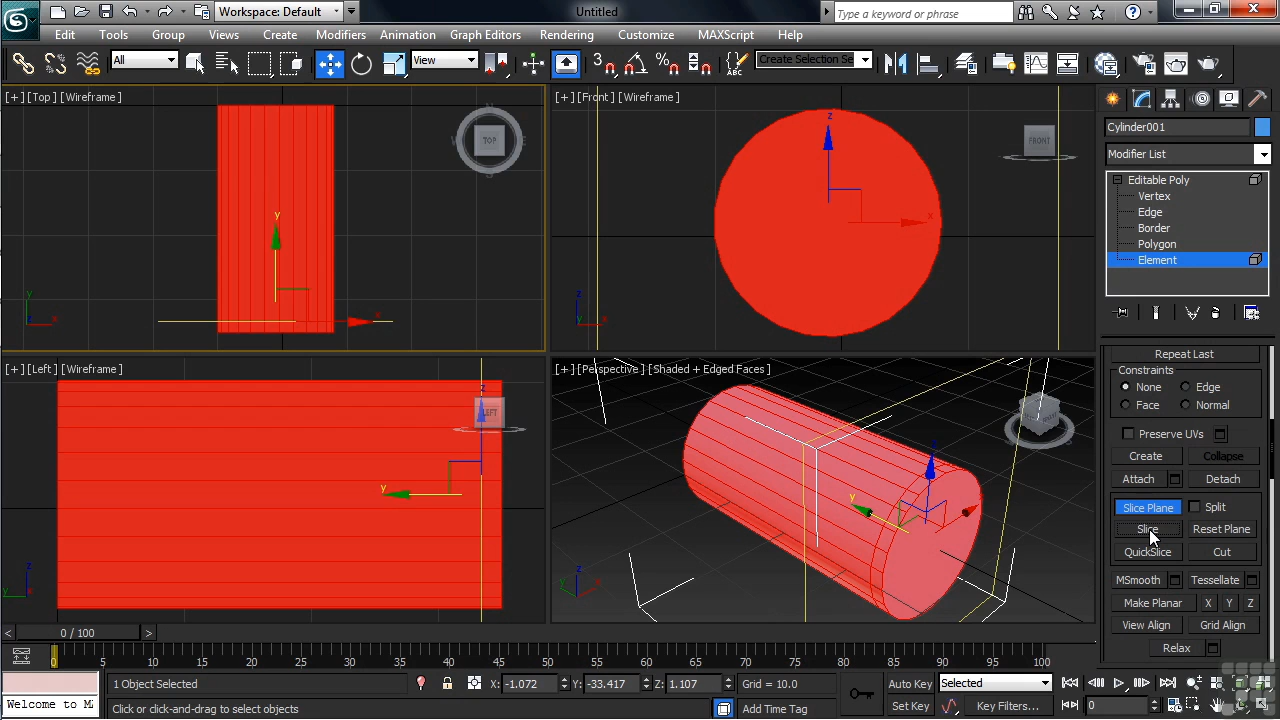 Workspace: Default
Untitled
Type a keyword or phrase
Edit Tools Group Views Create Modifiers Animation Graph Editors Rendering Customize MAXScript Help
All
View
3
Create Selection Se
[+] [Top] [Wireframe]
[+] [Front] [Wireframe]
TOP
FRONT
y
x
z
x
y
z
x
z
y
x
[+] [Left] [Wireframe]
[+] [Perspective] [Shaded + Edged Faces]
LEFT
z
y
z
y
z
y
z
y
Cylinder001
Modifier List
Editable Poly
Vertex
Edge
Border
Polygon
Element
Repeat Last
Constraints
None Edge
Face Normal
Preserve UVs
Create Collapse
Attach Detach
Slice Plane Split
Slice Reset Plane
QuickSlice Cut
MSmooth Tessellate
Make Planar X Y Z
View Align Grid Align
Relax
< 0 / 100 >
0 5 10 15 20 25 30 35 40 45 50 55 60 65 70 75 80 85 90 95 100
1 Object Selected
X: -1.072 Y: -33.417 Z: 1.107 Grid = 10.0
Auto Key Selected
Welcome to MA
Click or click-and-drag to select objects
Add Time Tag
Set Key Key Filters...
0